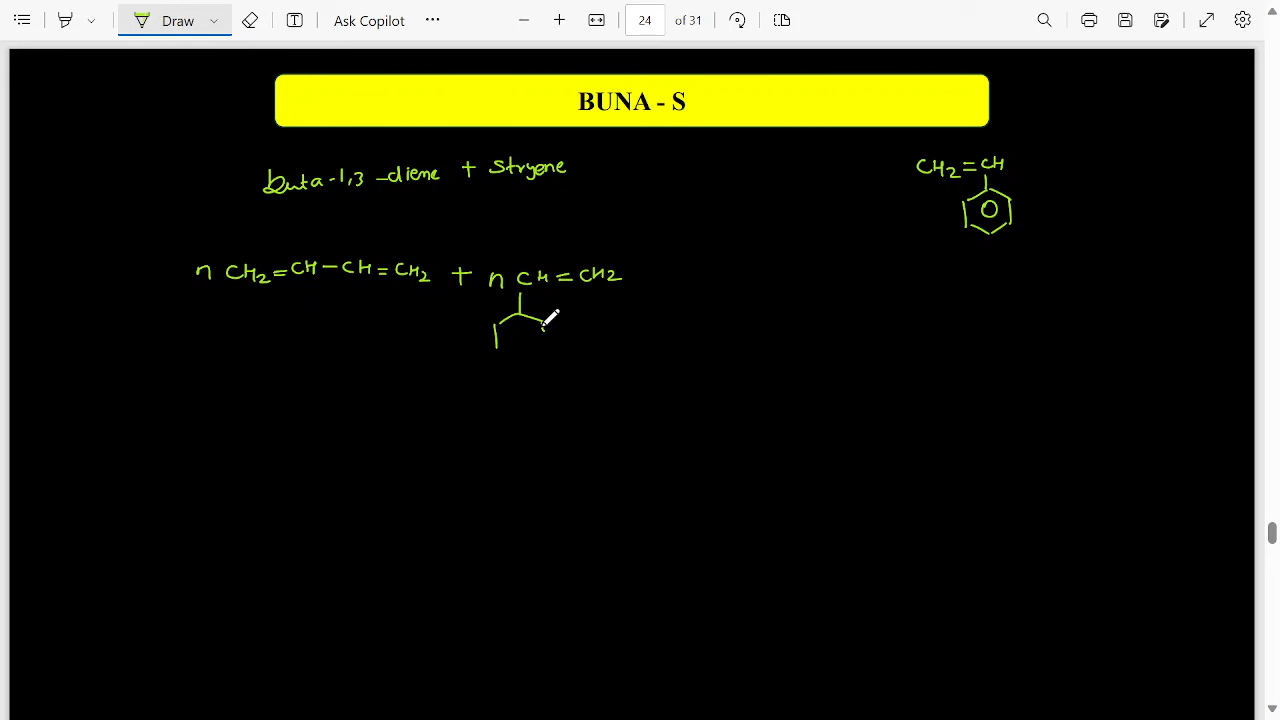 Draw
Ask Copilot
24 of 31
BUNA - S
buta-1,3-diene + Stryene
CH2=CH
n CH2=CH-CH=CH2 + n CH=CH2